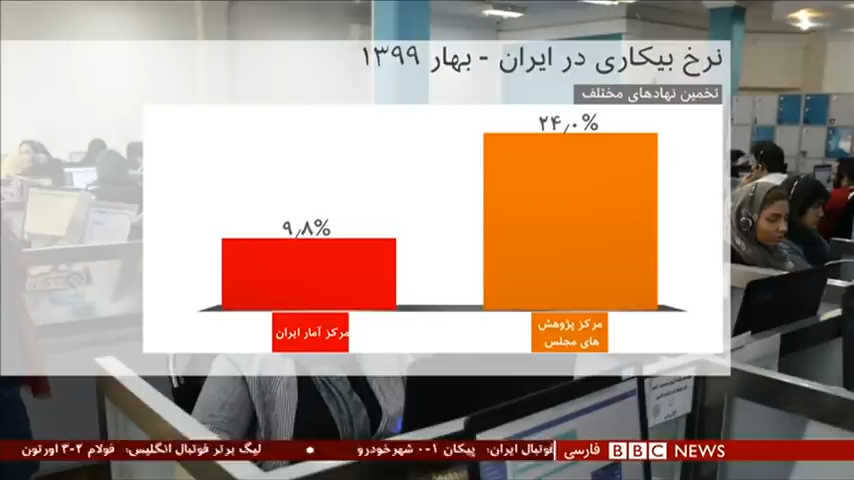 نرخ بیکاری در ایران - بهار ۱۳۹۹
تخمین نهادهای مختلف
۲۴٫۰%
۹٫۸%
مرکز پژوهش
های مجلس
مرکز آمار ایران
BBC NEWS فارسی
فوتبال ایران: پیکان ۱-۰ شهرخودرو • لیگ برتر فوتبال انگلیس: فولام ۲-۳ اورتون